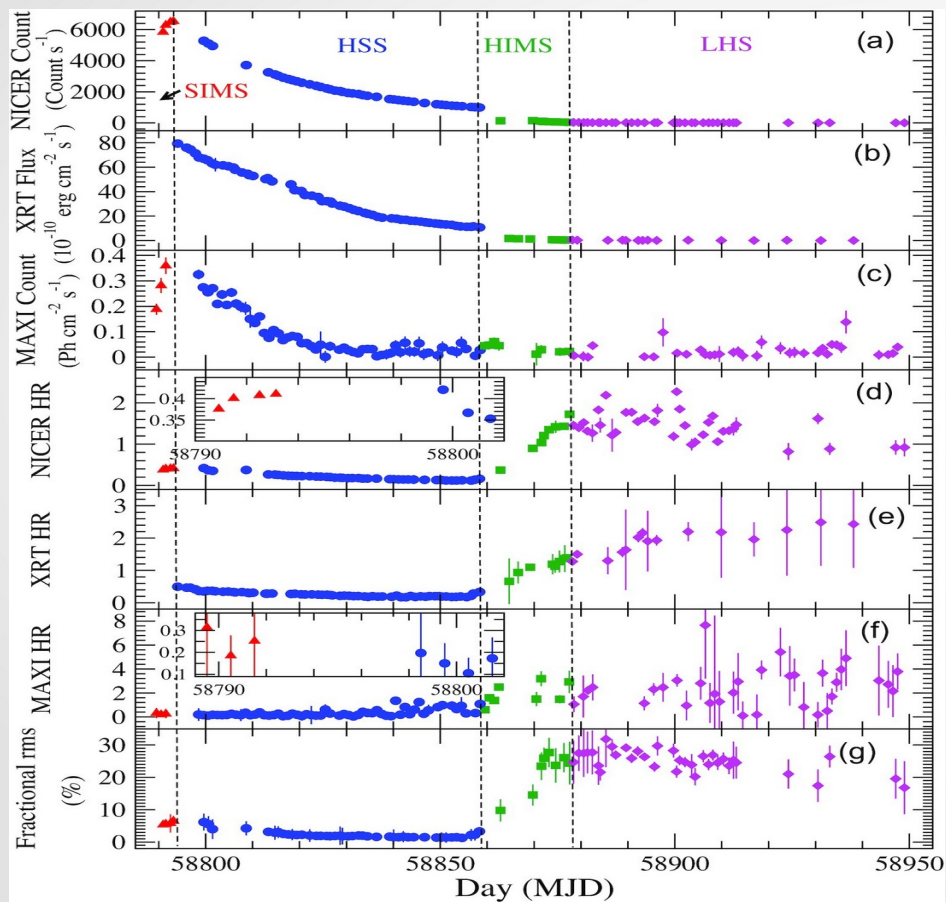 NICER Count
(Count s⁻¹)
6000
4000
2000
0
SIMS
HSS
HIMS
LHS
(a)
XRT Flux
(10⁻¹⁰ erg cm⁻² s⁻¹)
80
60
40
20
0
(b)
MAXI Count
(Ph cm⁻² s⁻¹)
0.4
0.3
0.2
0.1
0
(c)
NICER HR
2
1
0
0.4
0.35
58790
58800
(d)
XRT HR
3
2
1
0
(e)
MAXI HR
8
6
4
2
0
0.3
0.2
0.1
58790
58800
(f)
Fractional rms
(%)
30
20
10
0
(g)
58800
58850
58900
58950
Day (MJD)